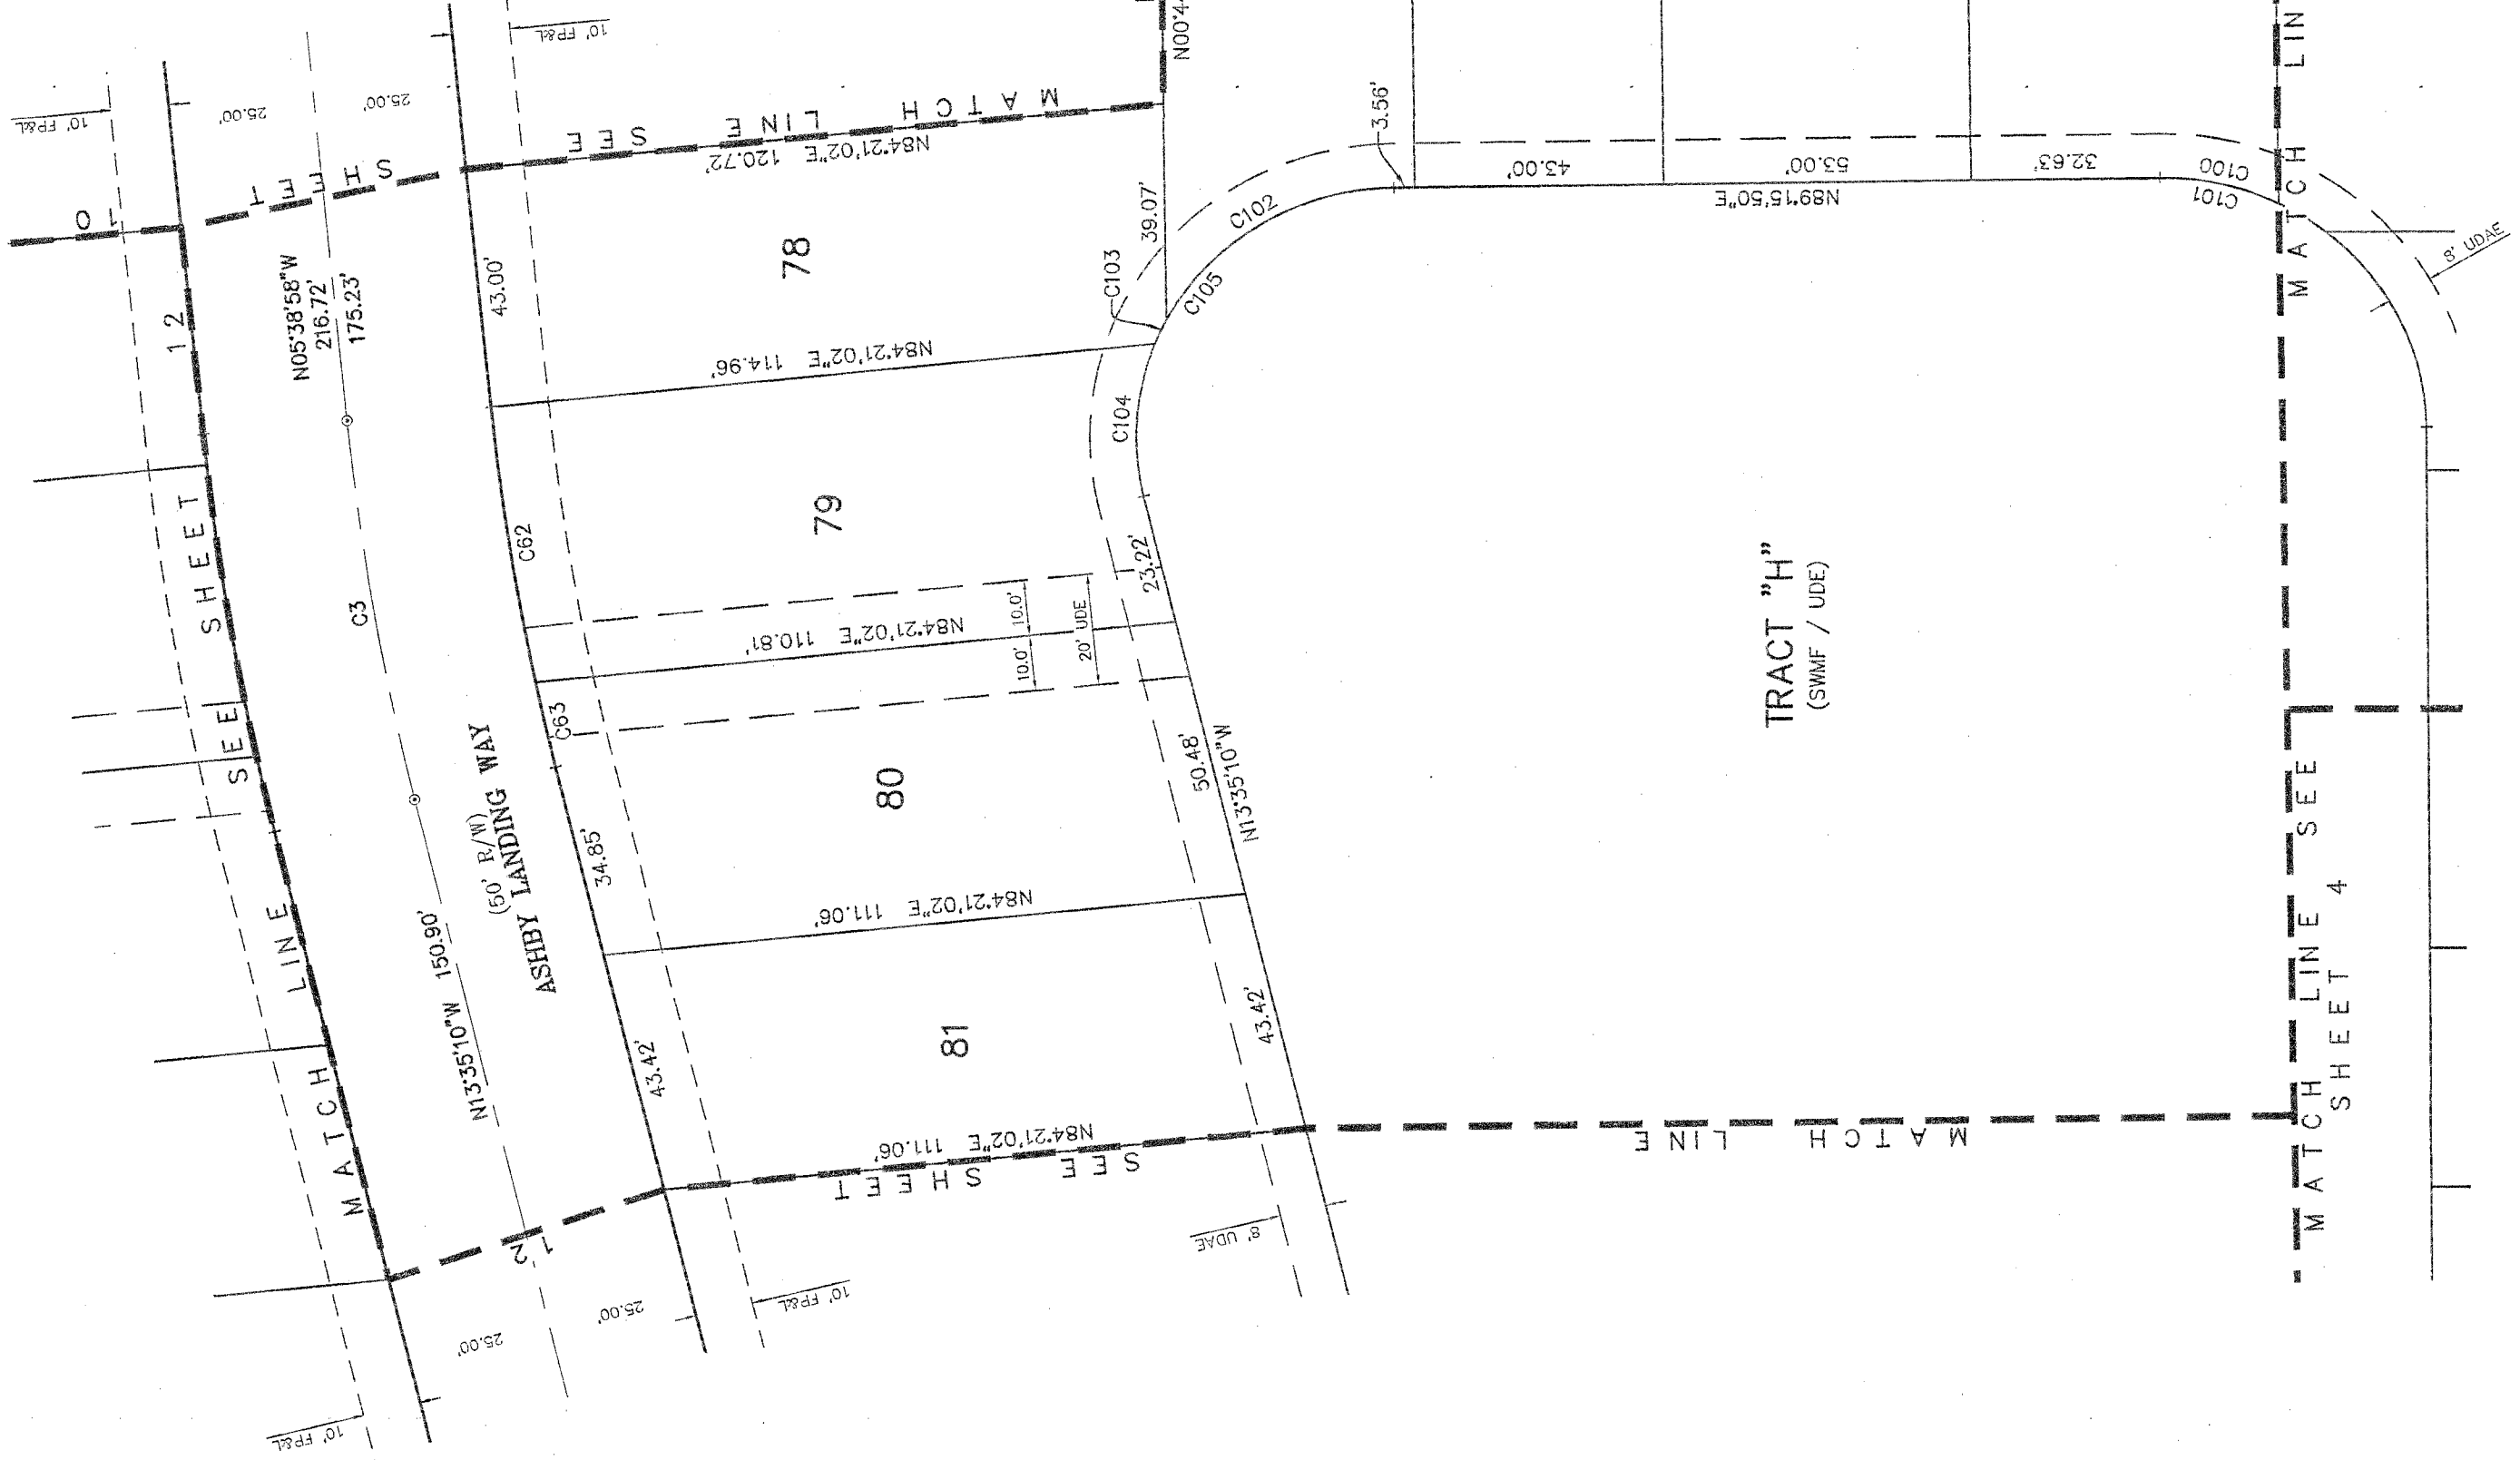 10' FP&L
25.00'
25.00'
10' FP&L
N00°4
MATCH LINE SEE SHEET 10
N84°21'02"E 120.72'
3.56'
43.00'
53.00'
32.63'
C100
C101
N89°15'50"E
MATCH LIN
MATCH
8' UDAE
C102
39.07'
C103
C105
C104
78
43.00'
N05°38'58"W
216.72'
175.23'
MATCH LINE SEE SHEET 12
N84°21'02"E 114.96'
C3
C62
79
23.22'
10.0'
10.0'
20' UDE
N84°21'02"E 110.81'
C63
TRACT "H"
(SWMF / UDE)
(50' R/W)
ASHBY LANDING WAY
N13°35'10"W 150.90'
34.85'
80
50.48'
N13°35'10"W
N84°21'02"E 111.06'
43.42'
81
43.42'
N84°21'02"E 111.06'
MATCH LINE SEE SHEET 12
MATCH LINE SEE
SHEET 4
8' UDAE
10' FP&L
25.00'
25.00'
10' FP&L